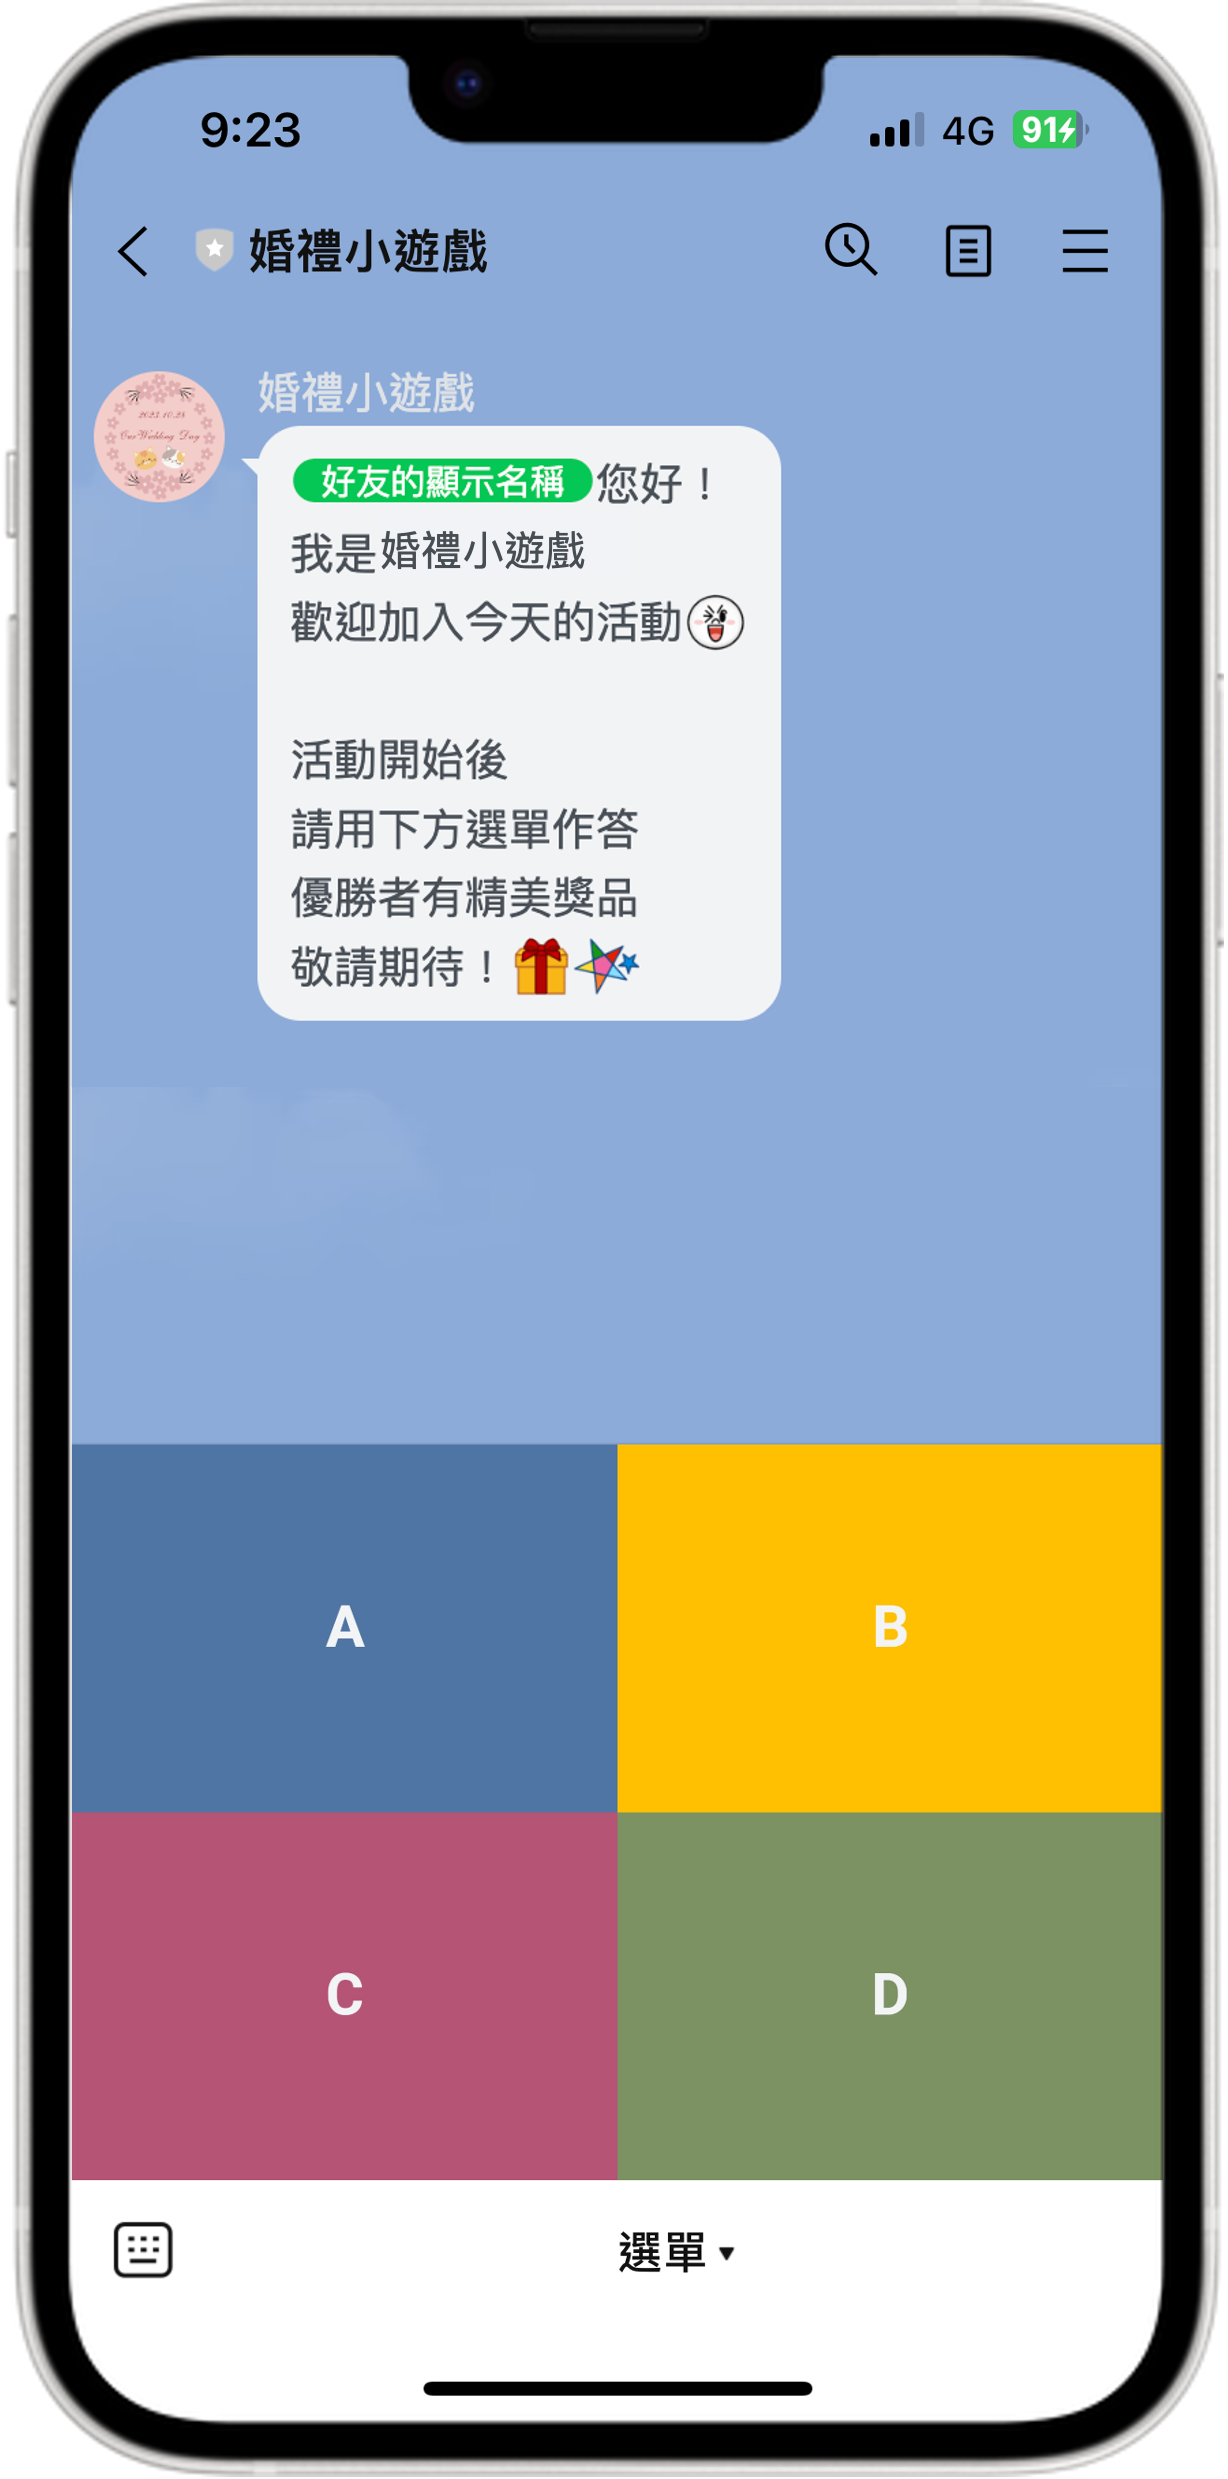 9:23
4G
91
婚禮小遊戲
2023.10.28
Our Wedding Day
婚禮小遊戲
好友的顯示名稱 您好！
我是婚禮小遊戲
歡迎加入今天的活動
活動開始後
請用下方選單作答
優勝者有精美獎品
敬請期待！
A
B
C
D
選單 ▾